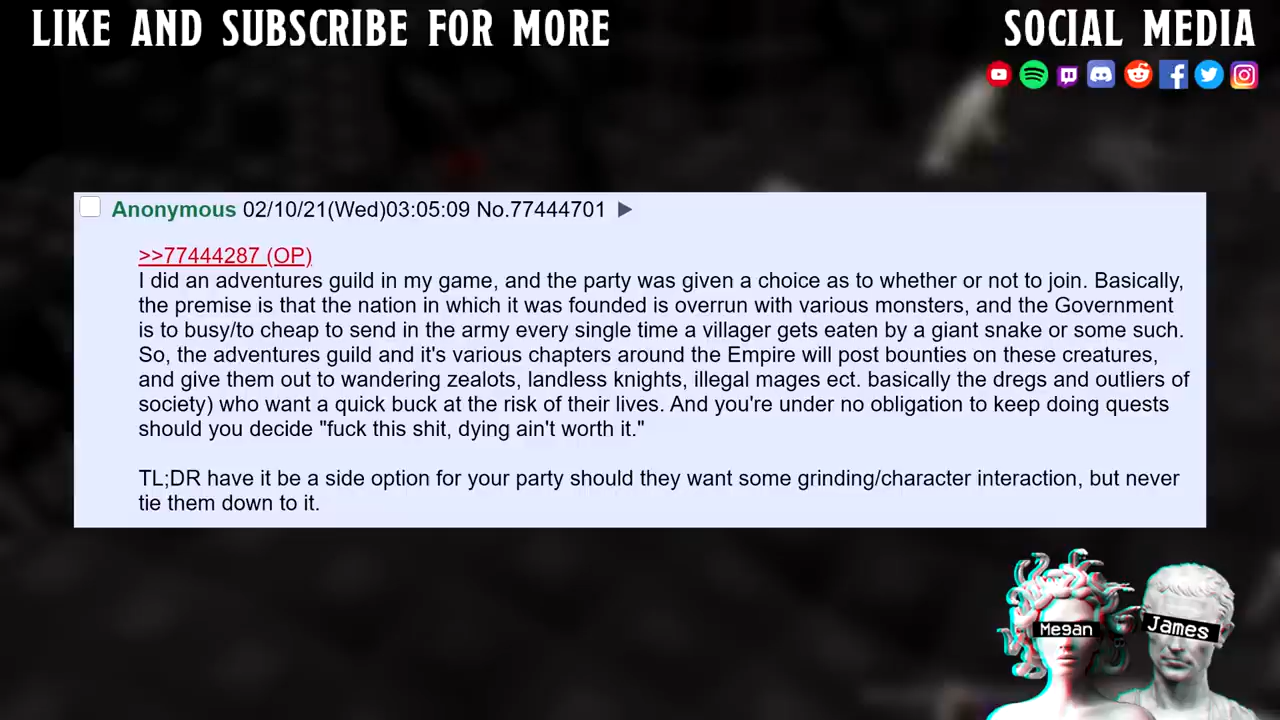 LIKE AND SUBSCRIBE FOR MORE
SOCIAL MEDIA
Anonymous 02/10/21(Wed)03:05:09 No.77444701 ▶
>>77444287 (OP)
I did an adventures guild in my game, and the party was given a choice as to whether or not to join. Basically,
the premise is that the nation in which it was founded is overrun with various monsters, and the Government
is to busy/to cheap to send in the army every single time a villager gets eaten by a giant snake or some such.
So, the adventures guild and it's various chapters around the Empire will post bounties on these creatures,
and give them out to wandering zealots, landless knights, illegal mages ect. basically the dregs and outliers of
society) who want a quick buck at the risk of their lives. And you're under no obligation to keep doing quests
should you decide "fuck this shit, dying ain't worth it."
TL;DR have it be a side option for your party should they want some grinding/character interaction, but never
tie them down to it.
Megan
James